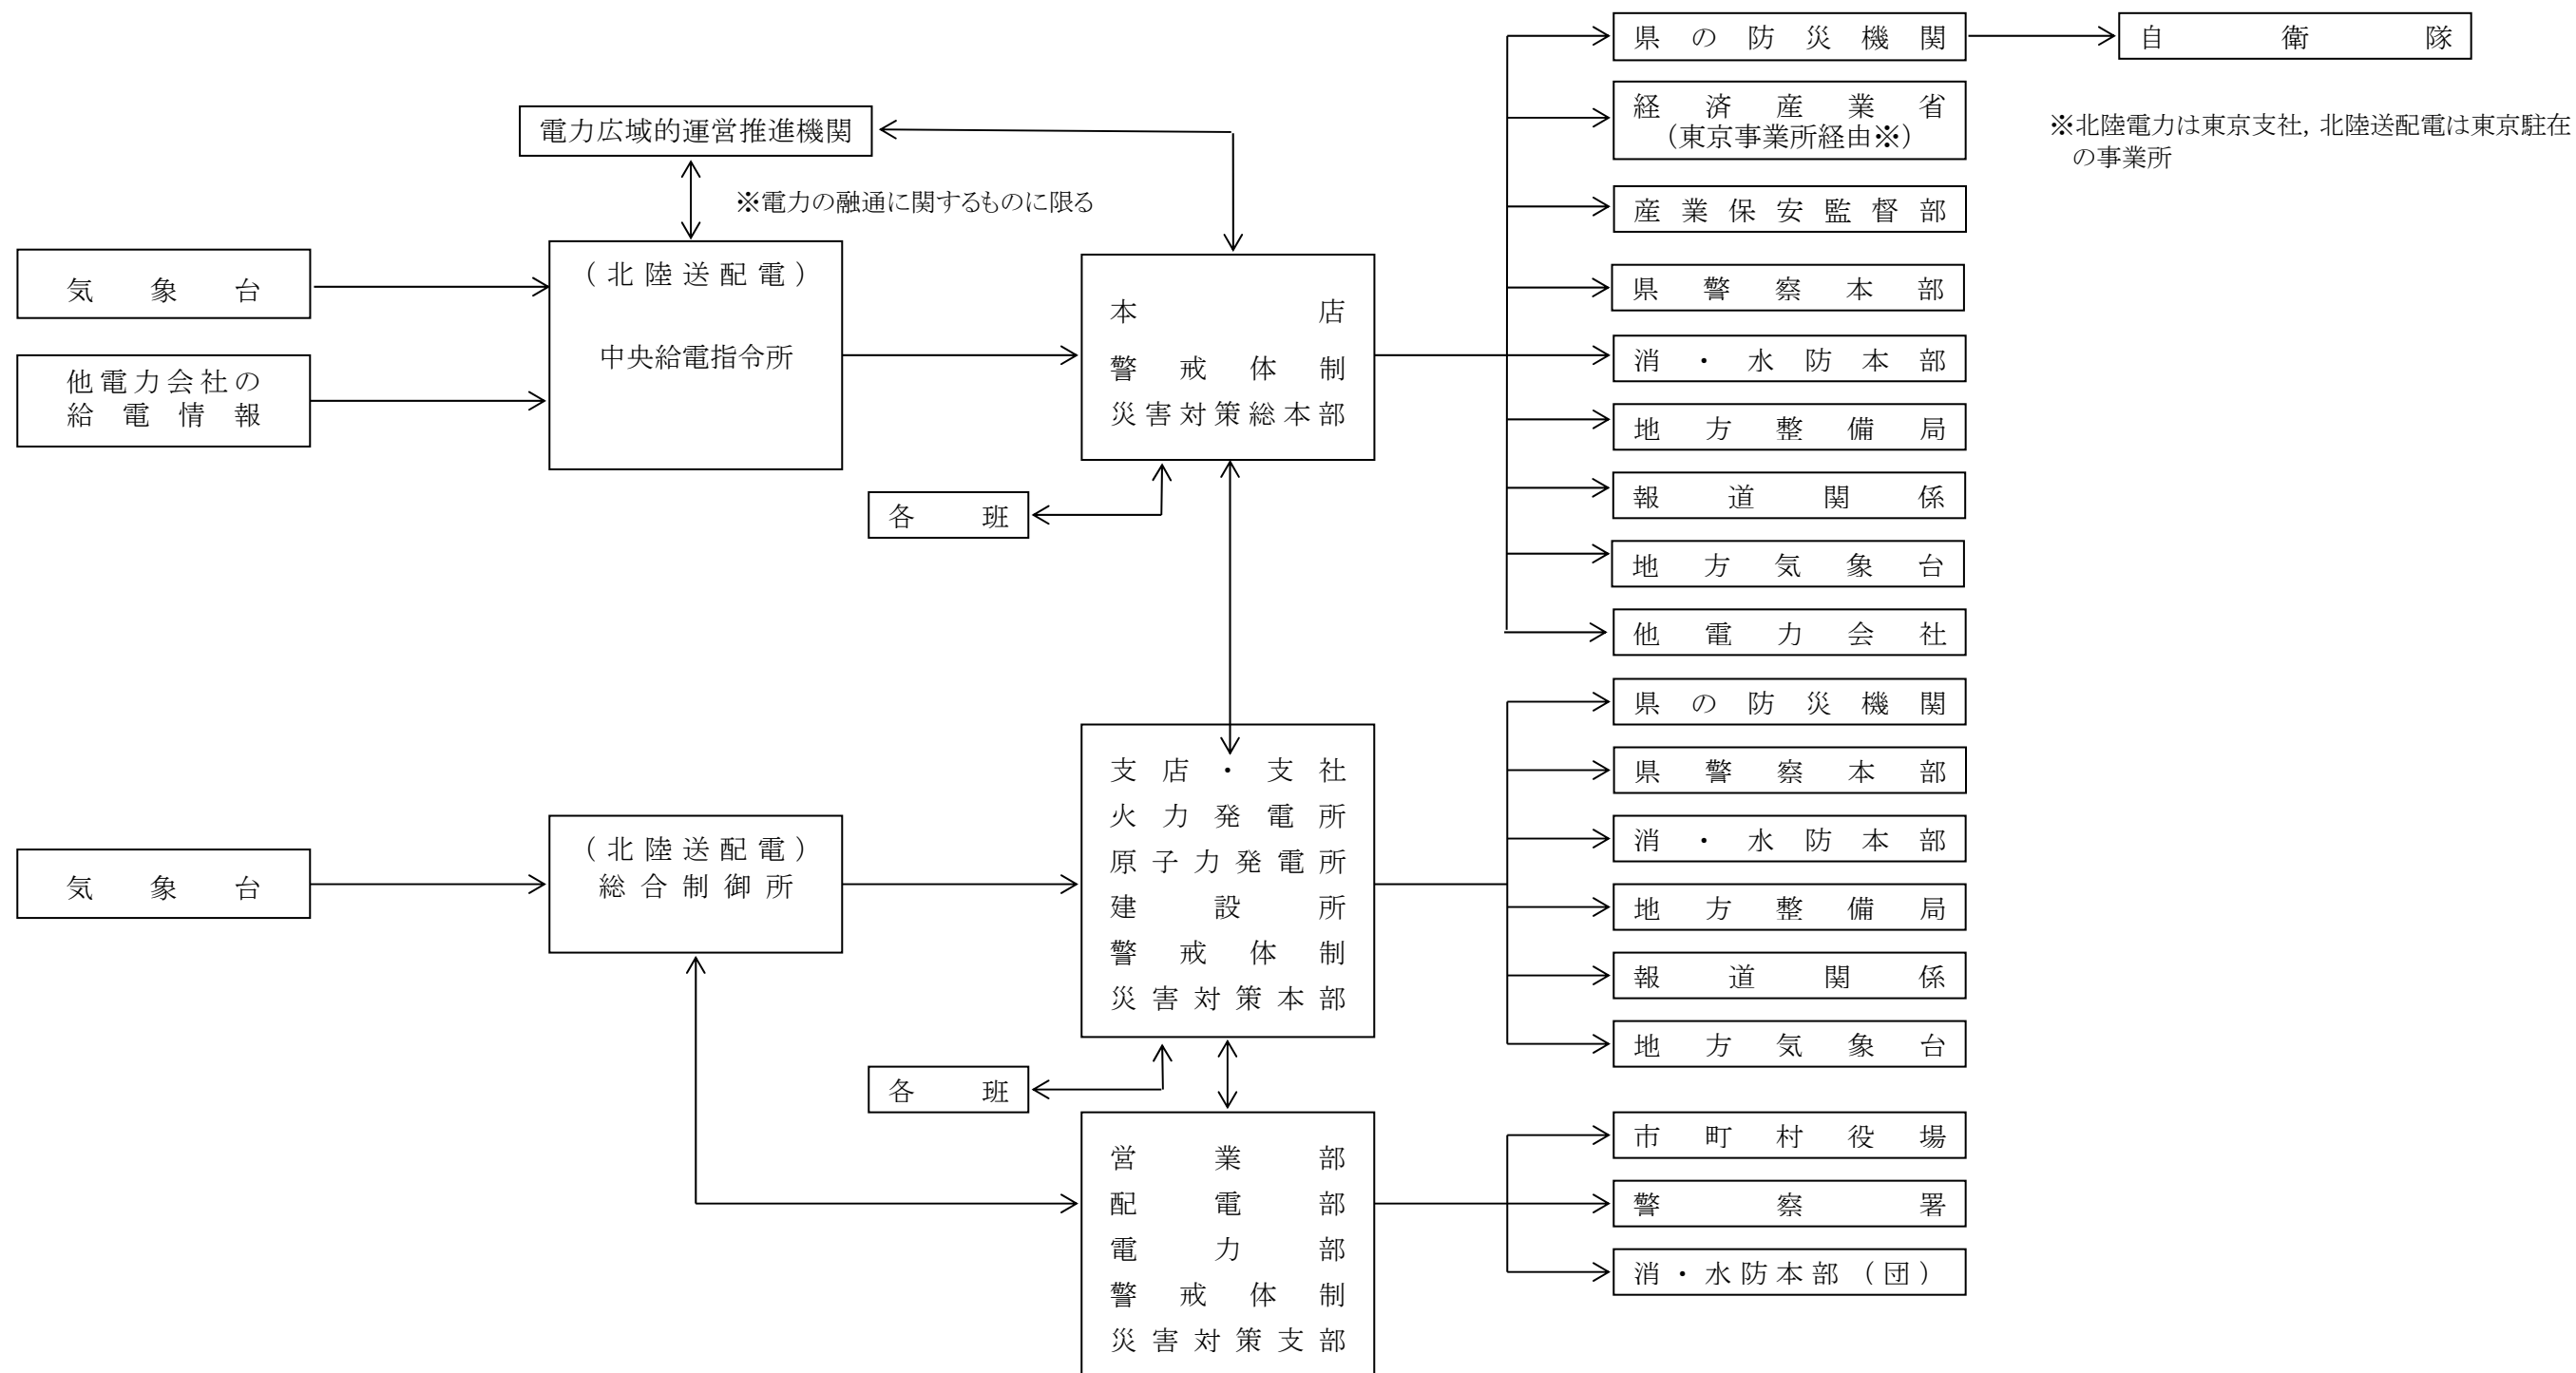 県の防災機関
自衛隊
経済産業省
（東京事業所経由※）
※北陸電力は東京支社，北陸送配電は東京駐在
の事業所
電力広域的運営推進機関
※電力の融通に関するものに限る
産業保安監督部
気象台
（北陸送配電）
中央給電指令所
他電力会社の
給電情報
本店
警戒体制
災害対策総本部
県警察本部
消・水防本部
地方整備局
報道関係
地方気象台
他電力会社
各班
県の防災機関
県警察本部
消・水防本部
地方整備局
報道関係
地方気象台
気象台
（北陸送配電）
総合制御所
支店・支社
火力発電所
原子力発電所
建設所
警戒体制
災害対策本部
各班
営業部
配電部
電力部
警戒体制
災害対策支部
市町村役場
警察署
消・水防本部（団）